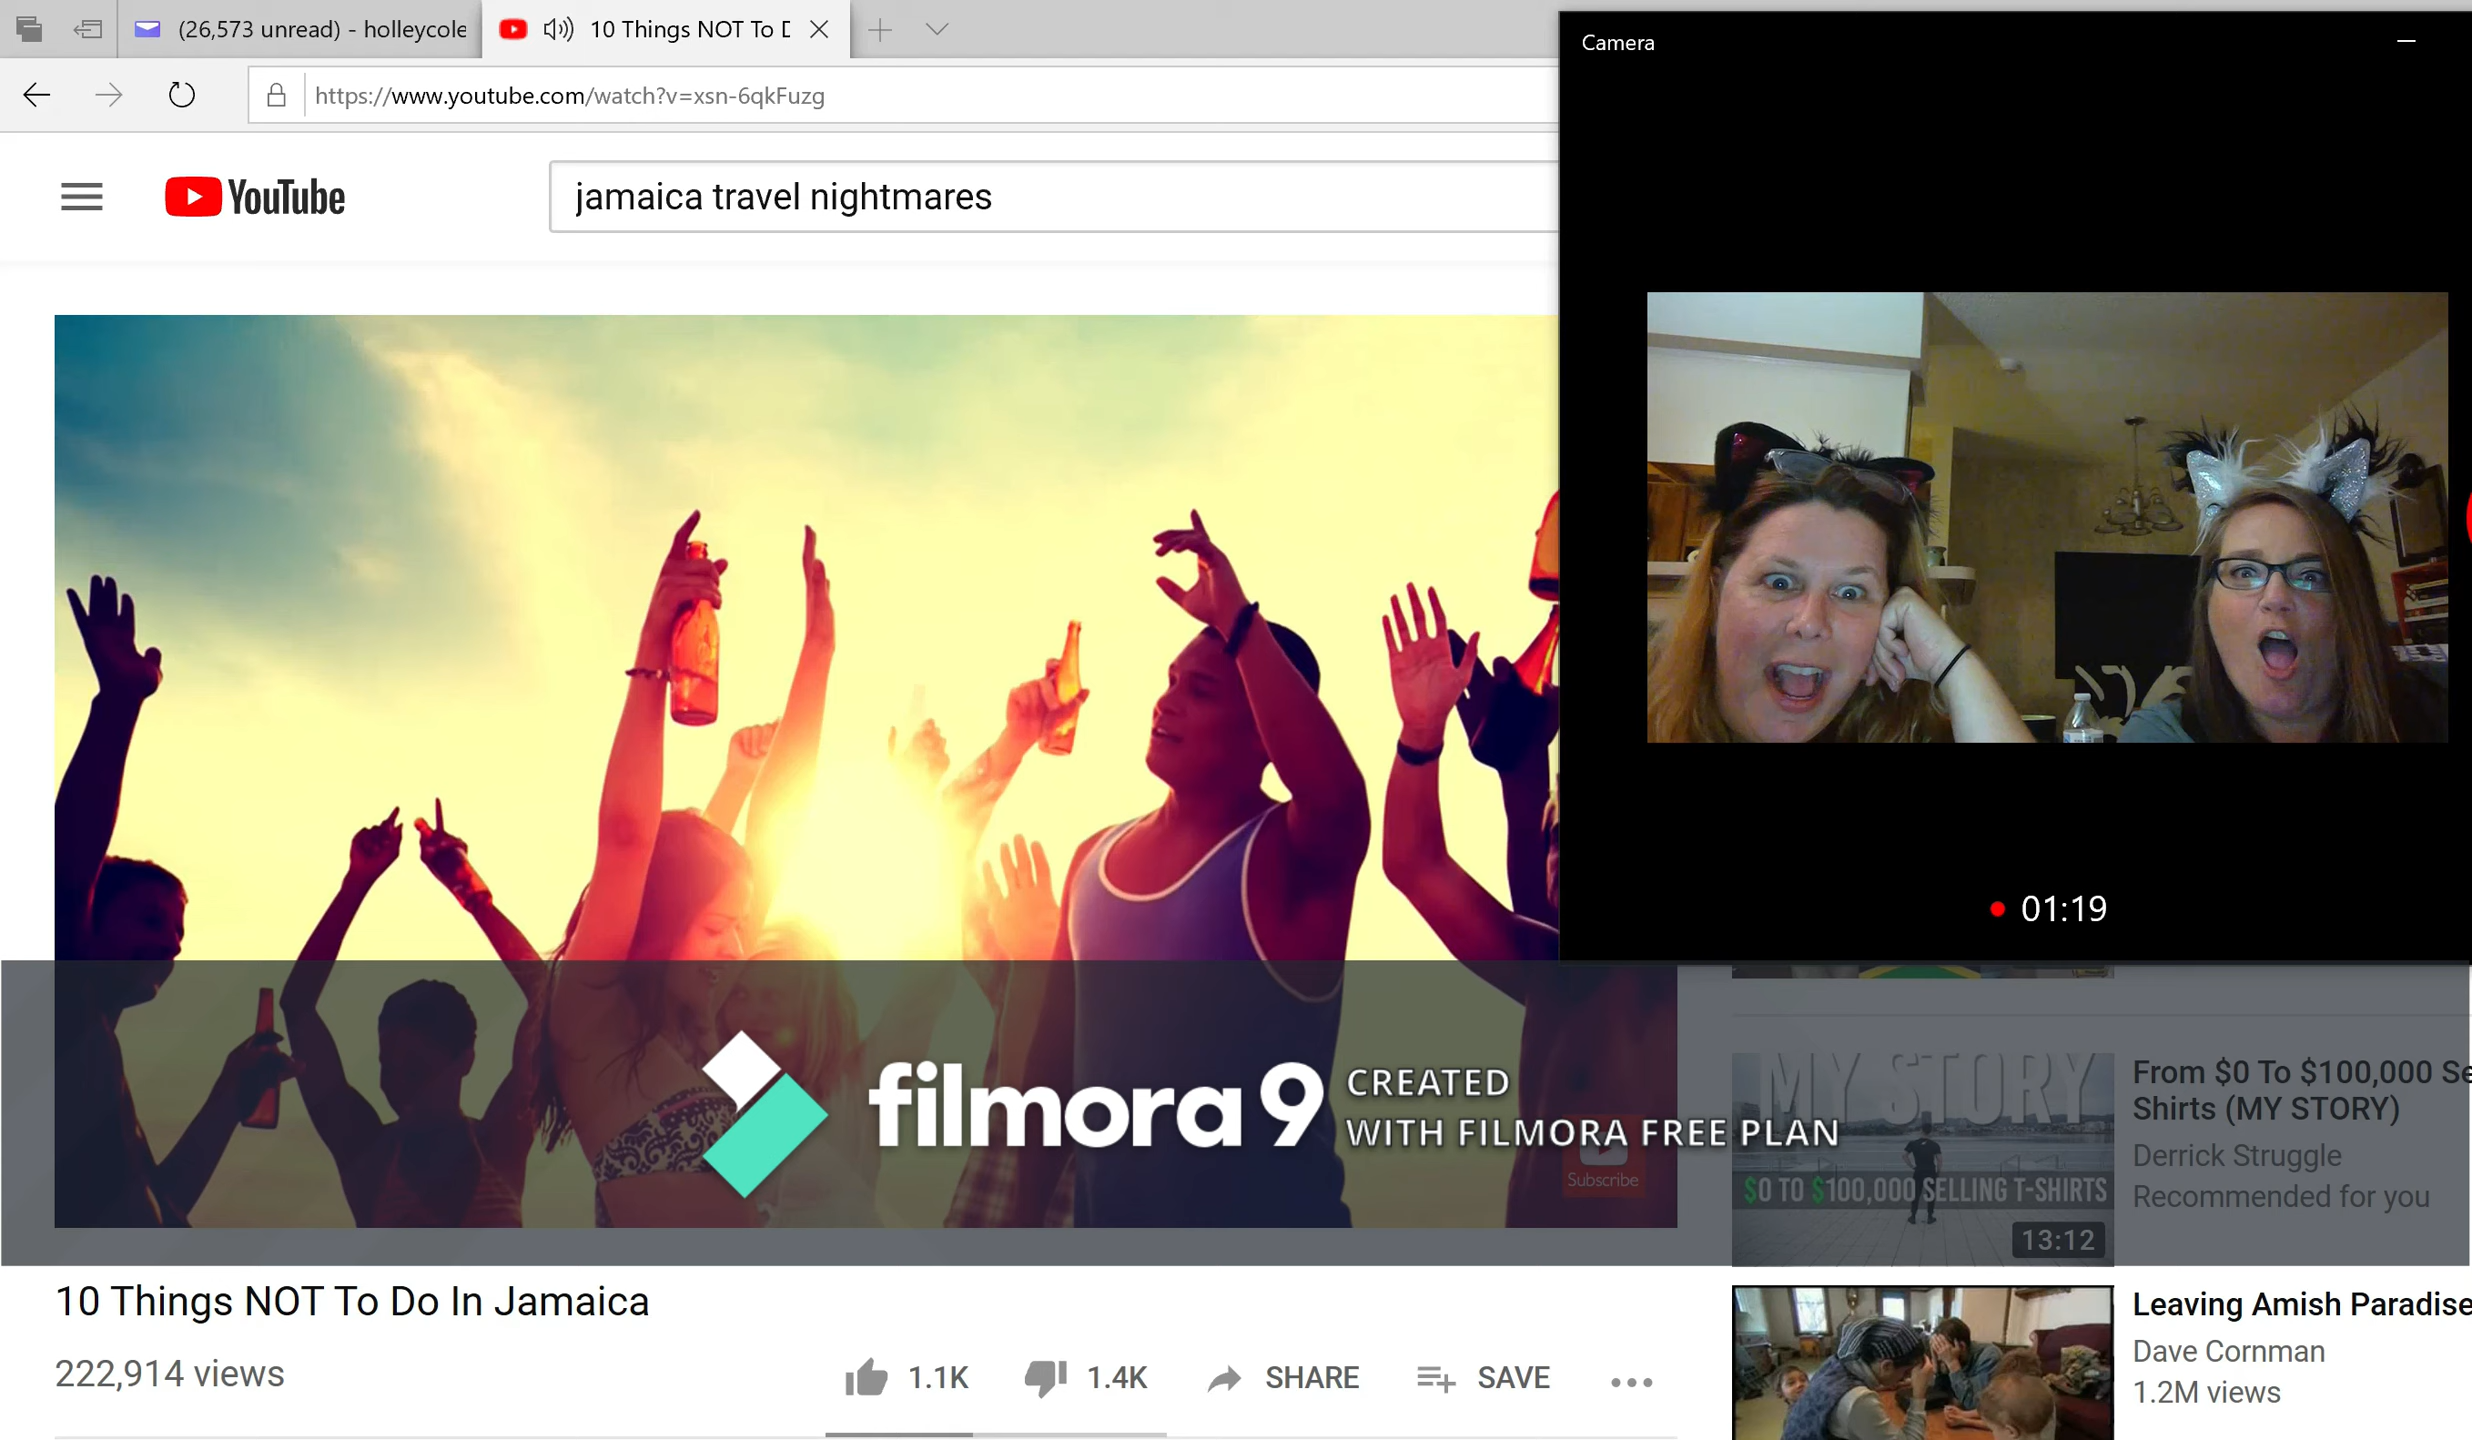 (26,573 unread) - holleycole
10 Things NOT To D
Camera
https://www.youtube.com/watch?v=xsn-6qkFuzg
YouTube
jamaica travel nightmares
01:19
filmora 9
CREATED
WITH FILMORA FREE PLAN
Subscribe
MY STORY
$0 TO $100,000 SELLING T-SHIRTS
13:12
From $0 To $100,000 Se
Shirts (MY STORY)
Derrick Struggle
Recommended for you
10 Things NOT To Do In Jamaica
222,914 views
1.1K
1.4K
SHARE
SAVE
Leaving Amish Paradise
Dave Cornman
1.2M views